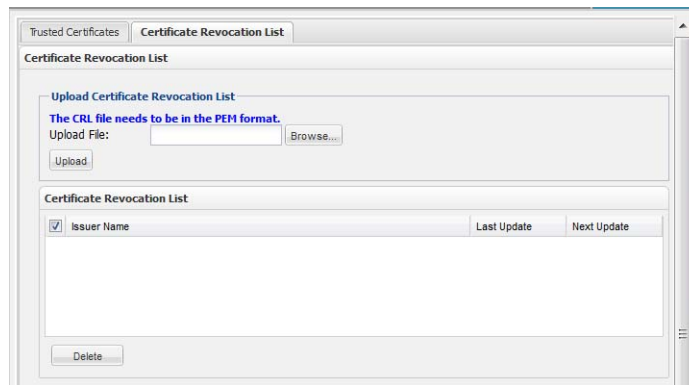 Trusted Certificates Certificate Revocation List
Certificate Revocation List
Upload Certificate Revocation List
The CRL file needs to be in the PEM format.
Upload File: Browse...
Upload
Certificate Revocation List
Issuer Name Last Update Next Update
Delete